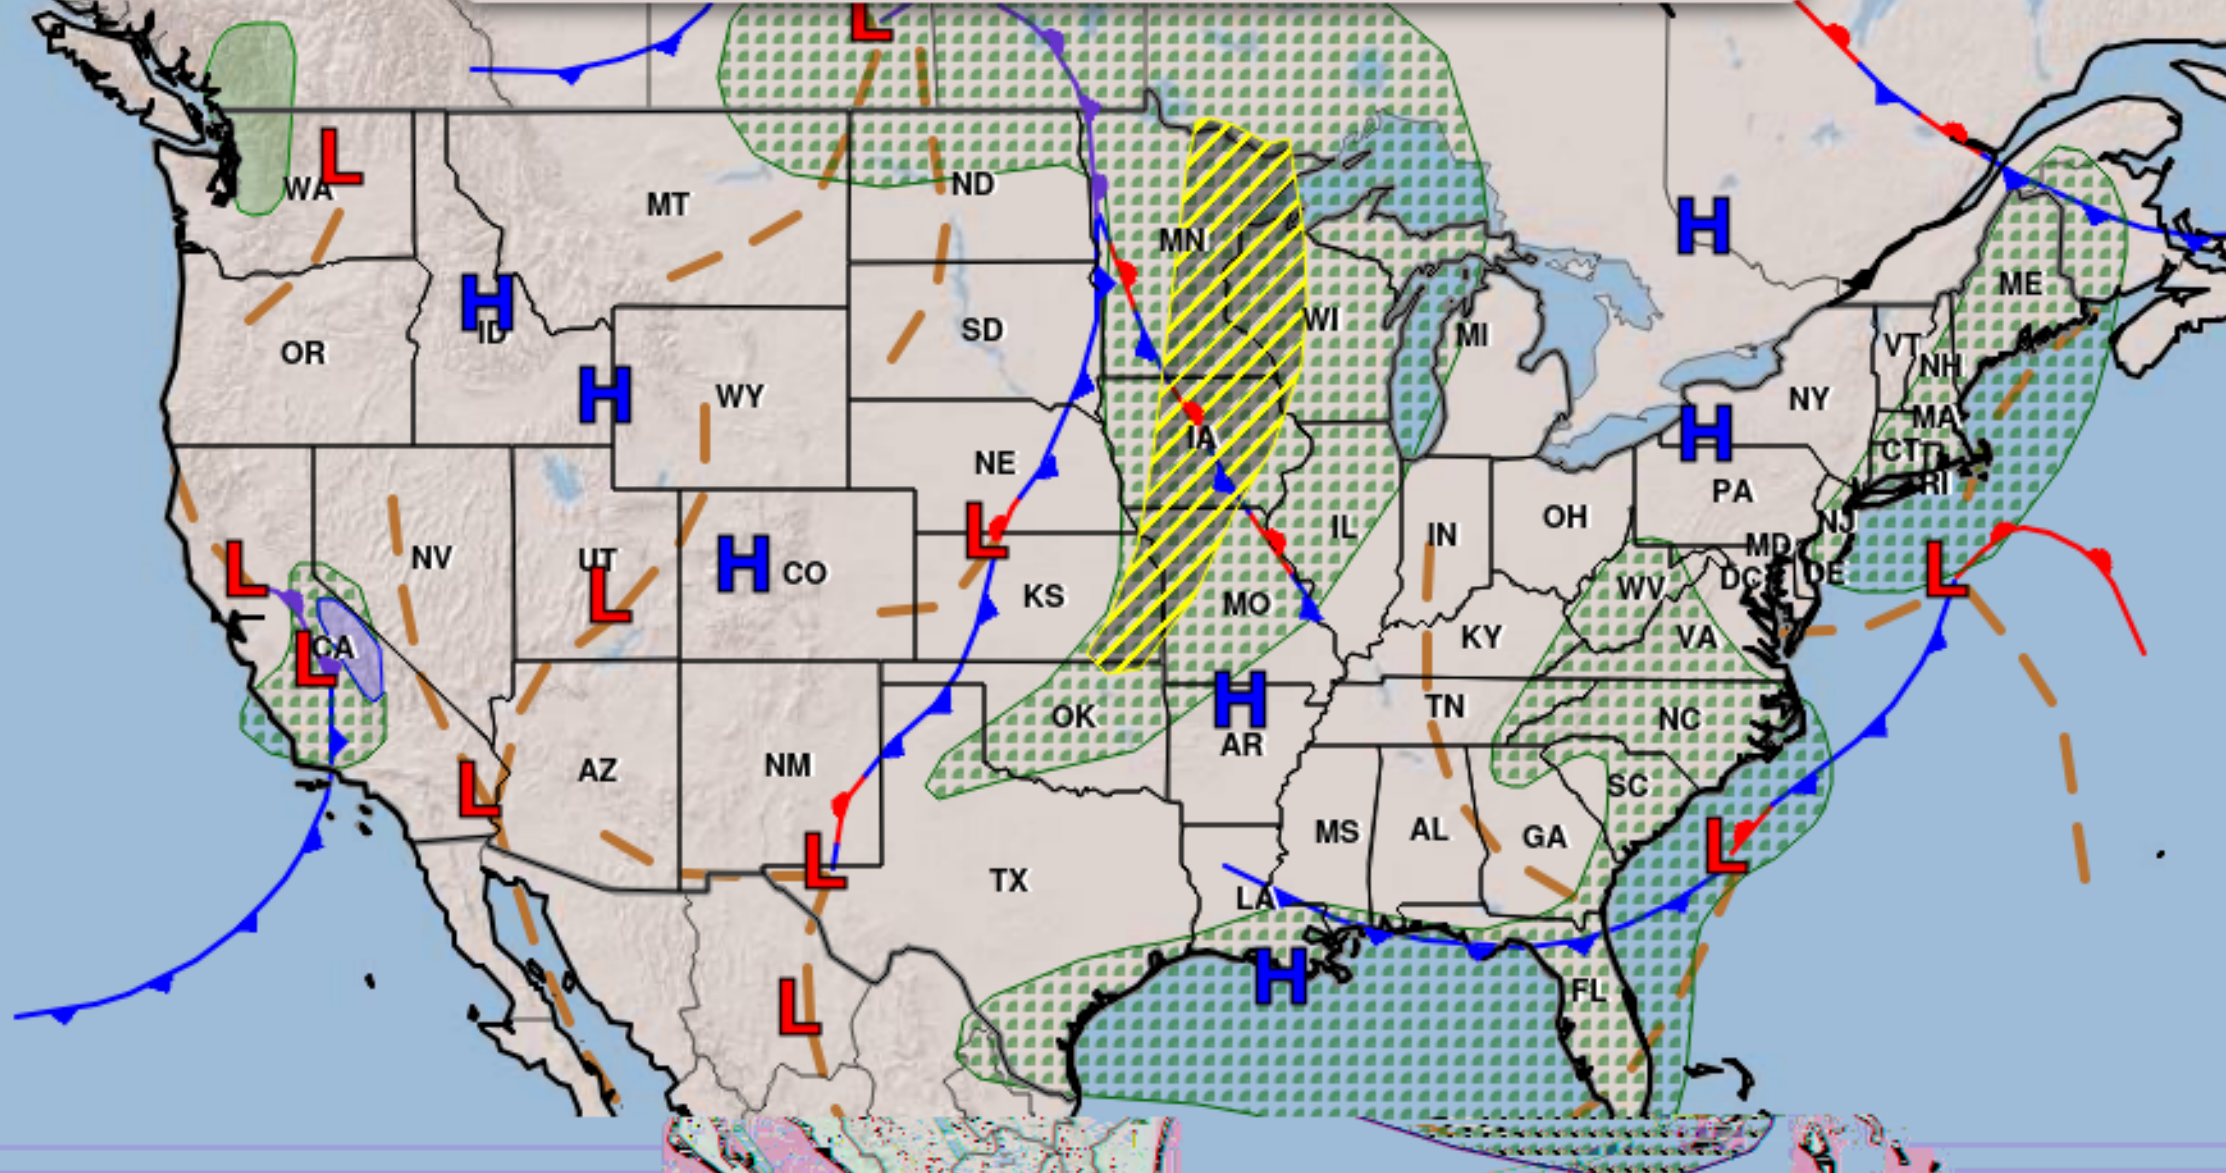 L
WA
L
MT
ND
MN
H
ME
OR
H
ID
SD
WI
MI
VT
NH
H
WY
NY
MA
IA
H
NE
CT
RI
PA
L
IL
IN
OH
NJ
MD
L
NV
UT
L
H
CO
KS
MO
WV
DC
DE
L
CA
L
KY
VA
OK
H
AR
TN
NC
L
AZ
NM
SC
L
TX
MS
AL
GA
L
LA
H
FL
L